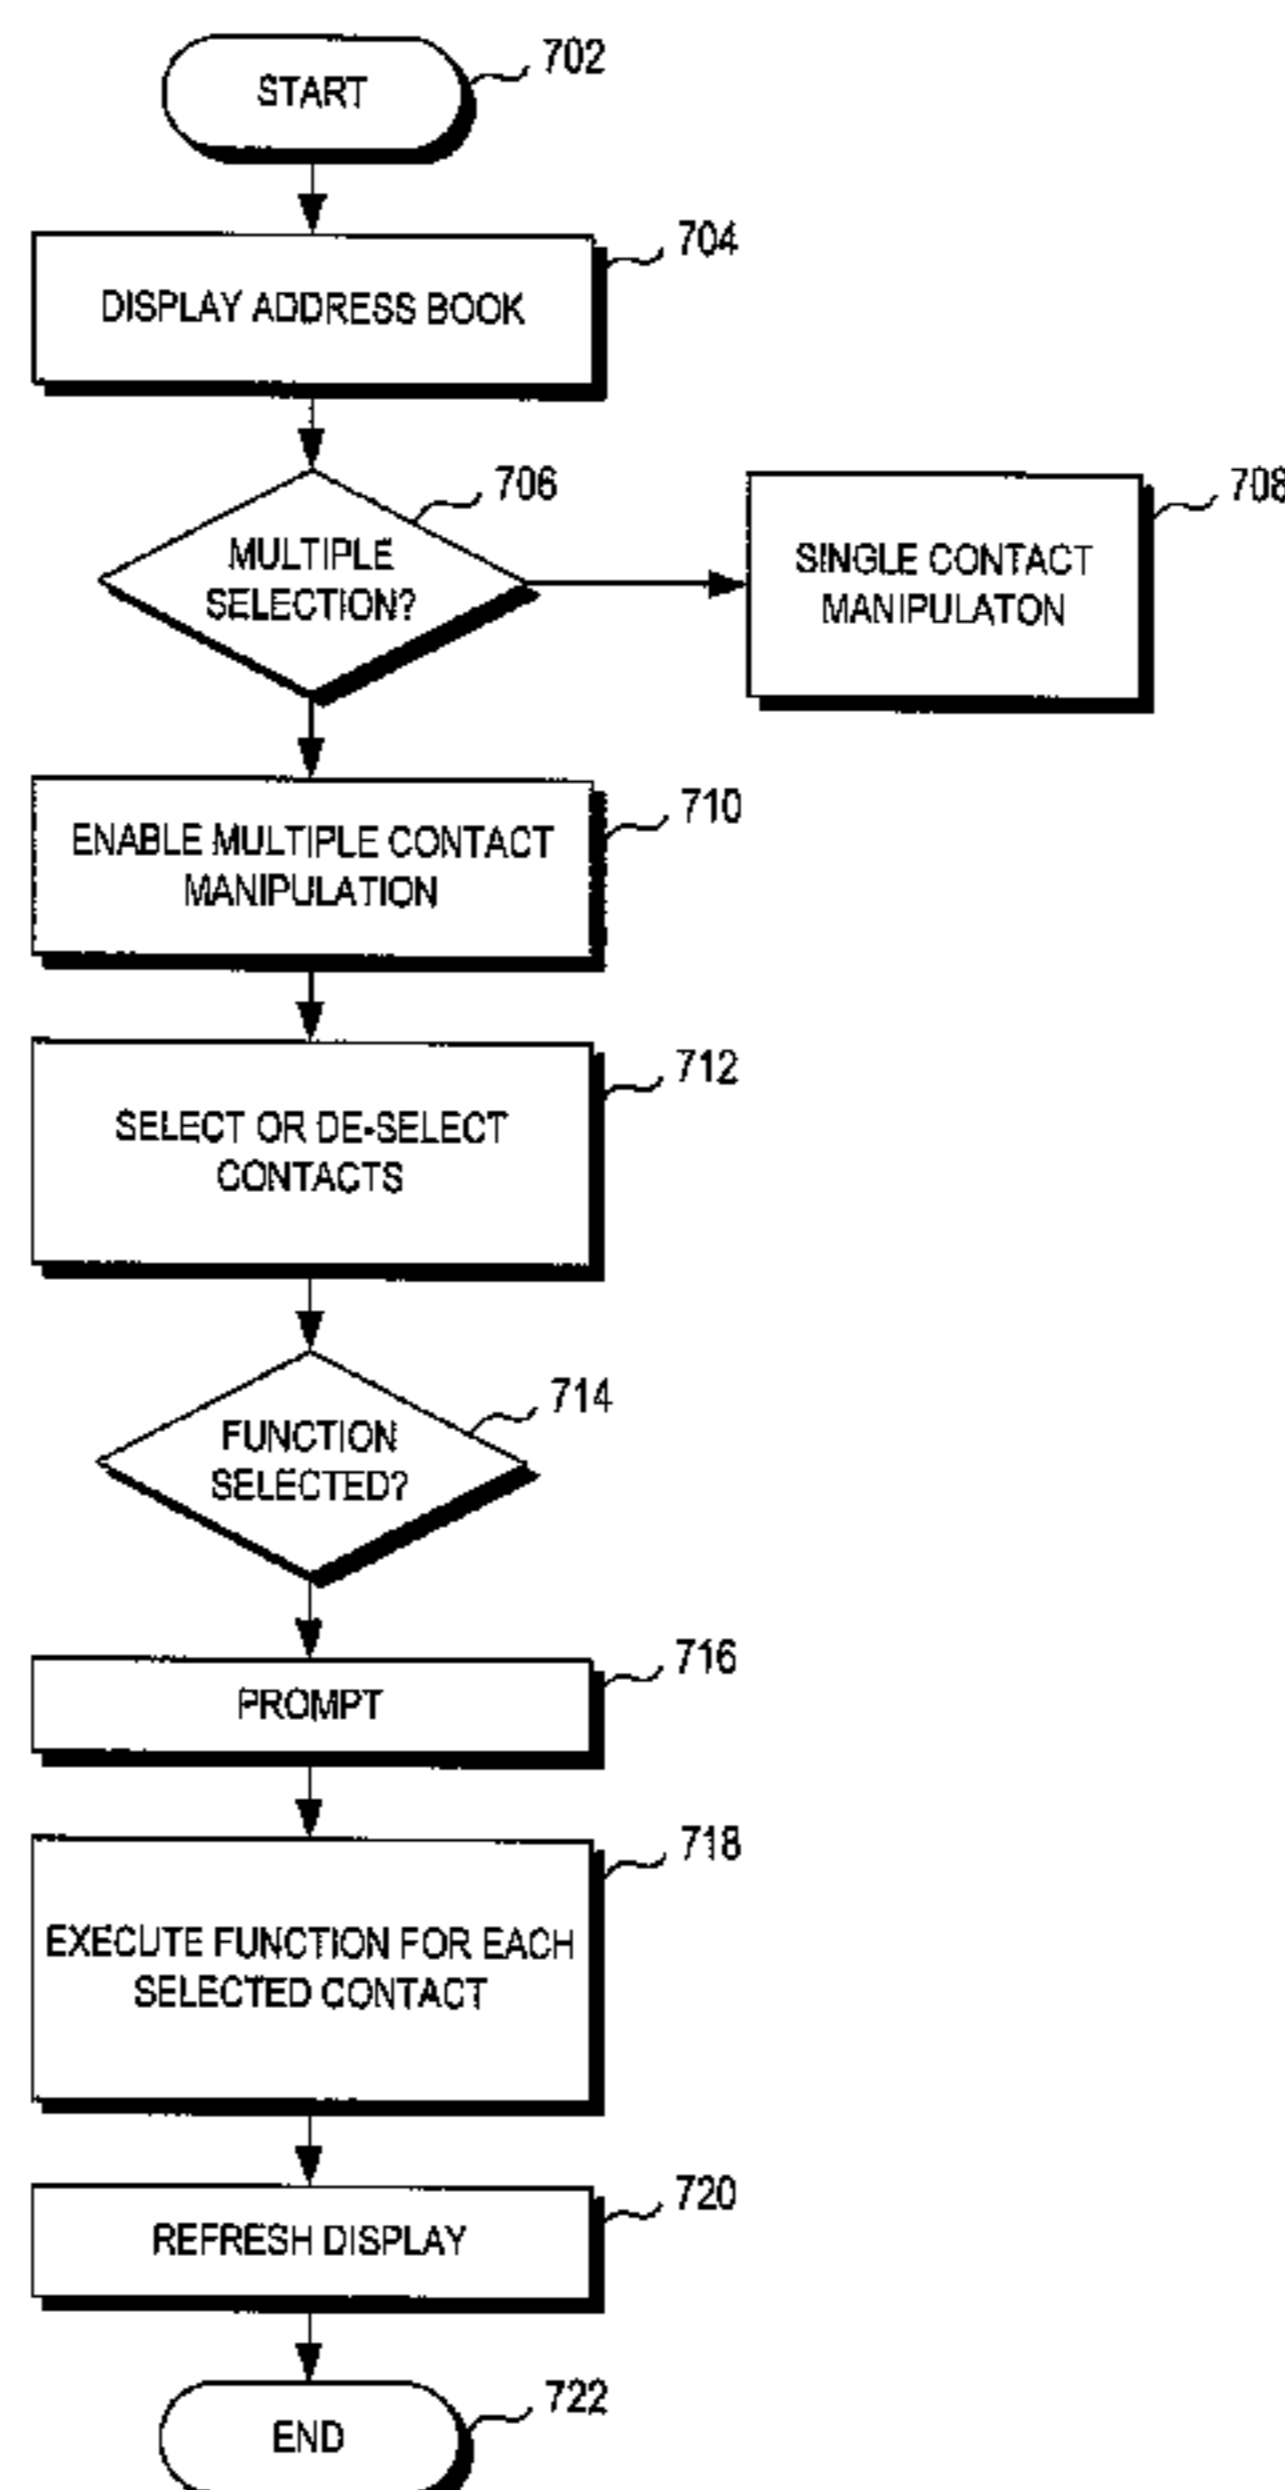 START
702
DISPLAY ADDRESS BOOK
704
MULTIPLE
SELECTION?
706
SINGLE CONTACT
MANIPULATON
708
ENABLE MULTIPLE CONTACT
MANIPULATION
710
SELECT OR DE-SELECT
CONTACTS
712
FUNCTION
SELECTED?
714
PROMPT
716
EXECUTE FUNCTION FOR EACH
SELECTED CONTACT
718
REFRESH DISPLAY
720
END
722